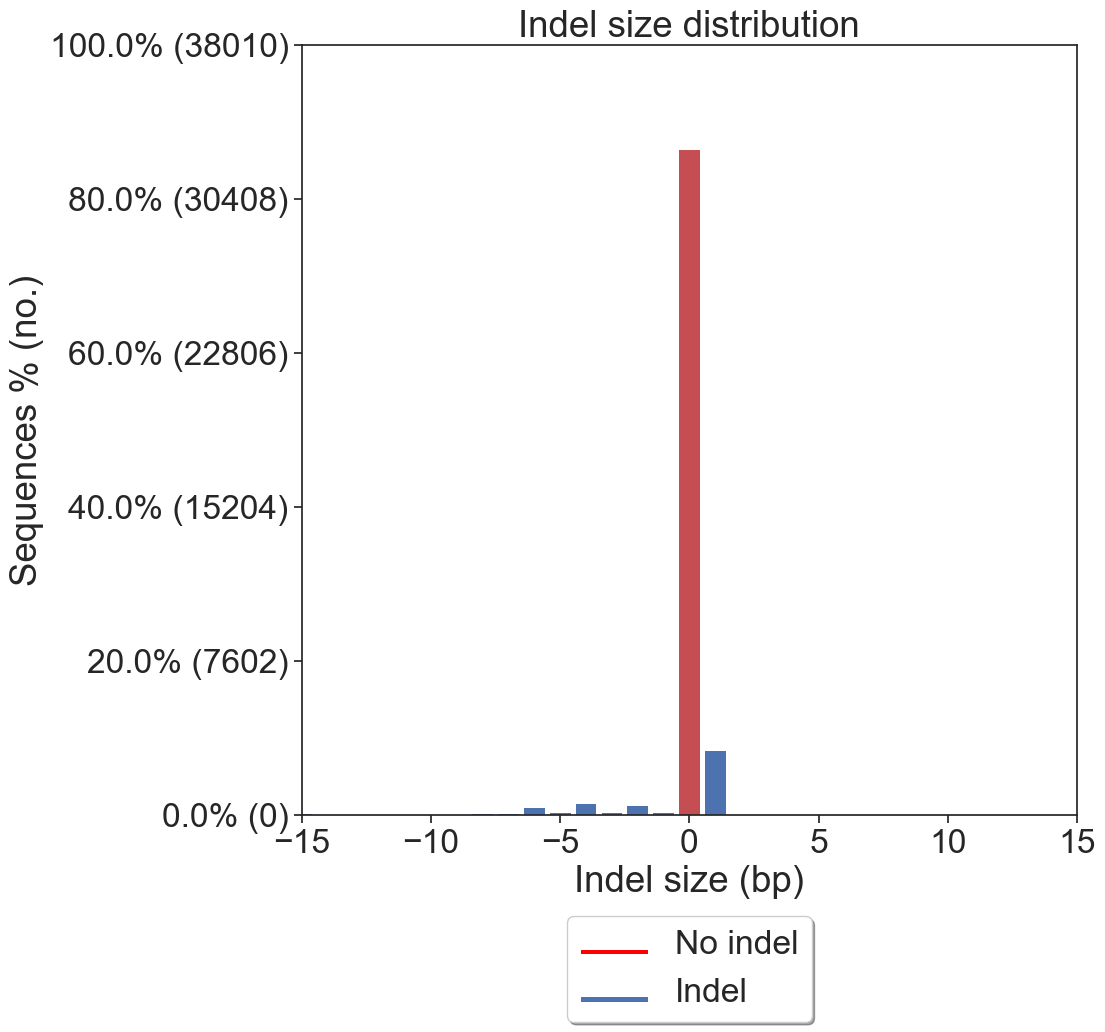 Indel size distribution
100.0% (38010)
80.0% (30408)
60.0% (22806)
40.0% (15204)
20.0% (7602)
0.0% (0)
Sequences % (no.)
−15 −10 −5 0 5 10 15
Indel size (bp)
No indel
Indel